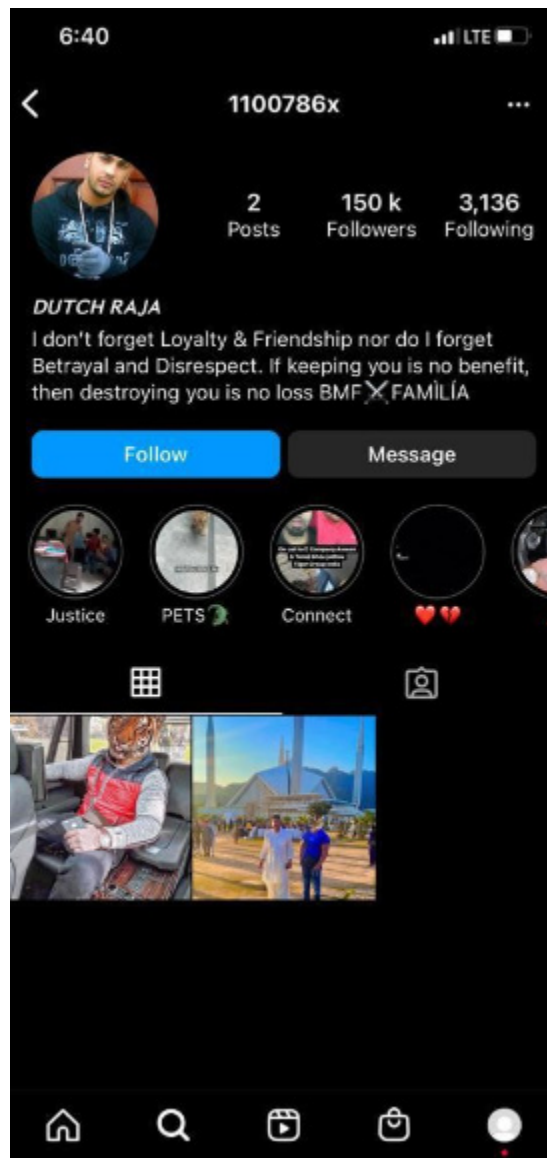 6:40
LTE
1100786x
2
150 k
3,136
Posts
Followers
Following
DUTCH RAJA
I don't forget Loyalty & Friendship nor do I forget
Betrayal and Disrespect. If keeping you is no benefit,
then destroying you is no loss BMF⚔FAMÌLÍA
Follow
Message
Justice
PETS🦎
Connect
❤️💔